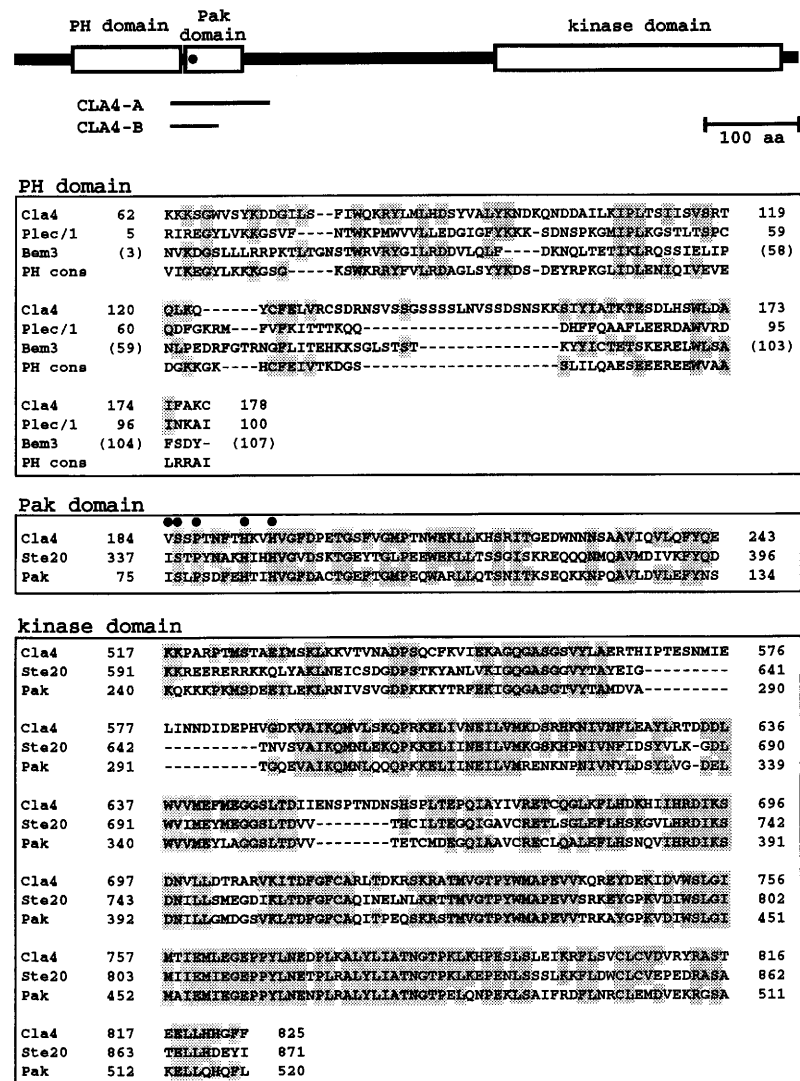 PH domain
Pak
domain
kinase domain
CLA4-A
CLA4-B
100 aa
PH domain
Cla4 62 KKKSGWVSYKDDGILS--FIWQKRYLMLHDSYVALYKNDKQNDDAILKIPLTSIISVSRT 119
Plec/1 5 RIREGYLVKKGSVF----NTWKPMWVVLLEDGIGFYKKK-SDNSPKGMIPLKGSTLTSPC 59
Bem3 (3) NVKDGSLLLRRPKTLTGNSTWRVRYGILRDDVLQLF----DKNQLTETIKLRQSSIELIP (58)
PH cons VIKEGYLKKKGSG----KSWKRRYFVLRDAGLSYYKDS-DEYRPKGLIDLENIQIVEVE
Cla4 120 QLKQ------YCFELVRCSDRNSVSSGSSSSLNVSSDSNSKKSIYIATKTESDLHSWLDA 173
Plec/1 60 QDFGKRM---FVFKITTTKQQ---------------------DHFFQAAFLEERDAWVRD 95
Bem3 (59) NLPEDRFGTRNGFLITEHKKSGLSTST---------------KYYICTETSKERELWLSA (103)
PH cons DGKKGK----HCFEIVTKDGS---------------------SLILQAESEEEREEWVAA
Cla4 174 IFAKC 178
Plec/1 96 INKAI 100
Bem3 (104) FSDY- (107)
PH cons LRRAI
Pak domain
Cla4 184 VSSPTNFTHKVHVGFDPETGSFVGMPTNWEKLLKHSRITGEDWNNNSAAVIQVLQFYQE 243
Ste20 337 ISTPYNAKHIHHVGVDSKTGEYTGLPEEWEKLLTSSGISKREQQQNMQAVMDIVKFYQD 396
Pak 75 ISLPSDFEHTIHVGFDACTGEFTGMPEQWARLLQTSNITKSEQKKNPQAVLDVLEFYNS 134
kinase domain
Cla4 517 KKPARPTMSTAEIMSKLKKVTVNADPSQCFKVIEKAGQGASGSVYLAERTHIPTESNMIE 576
Ste20 591 KKREERERRKKQLYAKLNEICSDGDPSTKYANLVKIGQGASGGVYTAYEIG--------- 641
Pak 240 KQKKKPKMSDEEILEKLRNIVSVGDPKKKYTRFEKIGQGASGTVYTAMDVA--------- 290
Cla4 577 LINNDIDEPHVGDKVAIKQMVLSKQPRKELIVNEILVMKDSRHKNIVNFLEAYLRTDDDL 636
Ste20 642 ----------TNVSVAIKQMNLEKQPKKELIINEILVMKGSKHPNIVNFIDSYVLK-GDL 690
Pak 291 ----------TGQEVAIKQMNLQQQPKKELIINEILVMRENKNPNIVNYLDSYLVG-DEL 339
Cla4 637 WVVMEFMEGGSLTDIIENSPTNDNSHSPLTEPQIAYIVRETCQGLKFLHDKHIIHRDIKS 696
Ste20 691 WVIMEYMEGGSLTDVV--------THCILTEGQIGAVCRETLSGLEFLHSKGVLHRDIKS 742
Pak 340 WVVMEYLAGGSLTDVV--------TETCMDEGQIAAVCRECLQALEFLHSNQVIHRDIKS 391
Cla4 697 DNVLLDTRARVKITDFGFCARLTDKRSKRATMVGTPYWMAPEVVKQREYDEKIDVWSLGI 756
Ste20 743 DNILLSMEGDIKLTDFGFCAQINELNLKRTTMVGTPYWMAPEVVSRKEYGPKVDIWSLGI 802
Pak 392 DNILLGMDGSVKLTDFGFCAQITPEQSKRSTMVGTPYWMAPEVVTRKAYGPKVDIWSLGI 451
Cla4 757 MTIEMLEGEPPYLNEDPLKALYLIATNGTPKLKHPESLSLEIKRFLSVCLCVDVRYRAST 816
Ste20 803 MIIEMIEGEPPYLNETPLRALYLIATNGTPKLKEPENLSSSLKKFLDWCLCVEPEDRASA 862
Pak 452 MAIEMIEGEPPYLNENPLRALYLIATNGTPELQNPEKLSAIFRDFLNRCLEMDVEKRGSA 511
Cla4 817 EELLHHGFF 825
Ste20 863 TELLHDEYI 871
Pak 512 KELLQHQFL 520